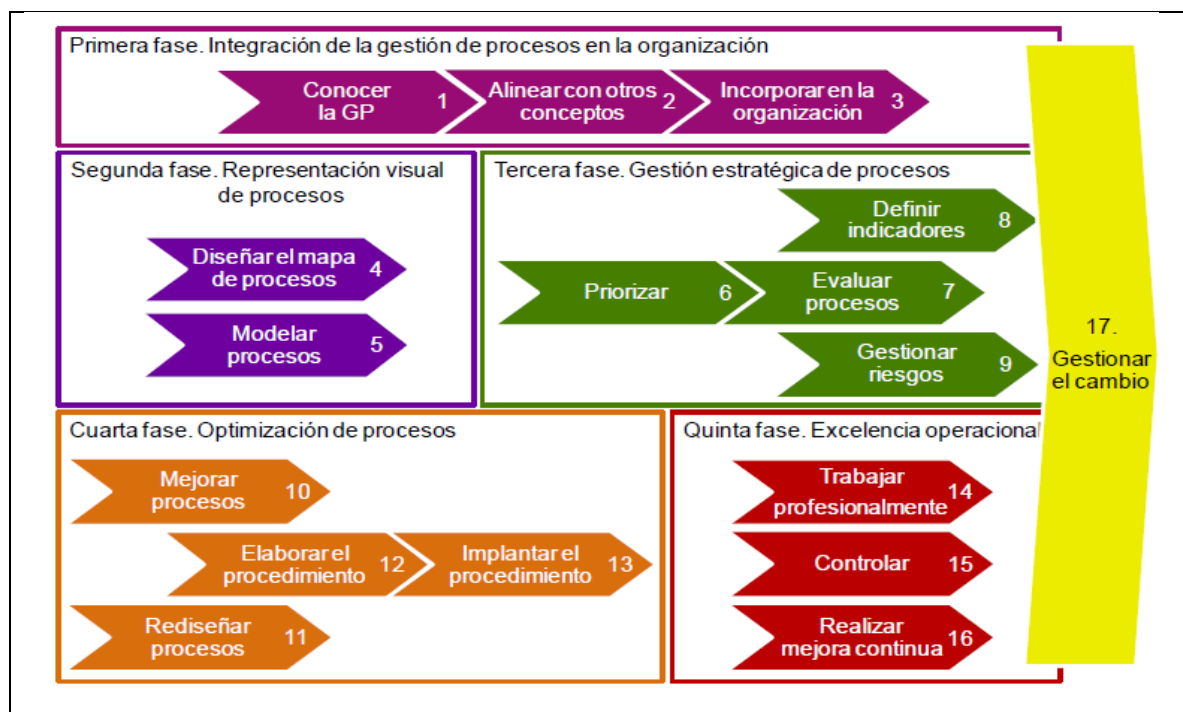 Primera fase. Integración de la gestión de procesos en la organización
Conocer
la GP
1
Alinear con otros
conceptos
2
Incorporar en la
organización
3
Segunda fase. Representación visual
de procesos
Diseñar el mapa
de procesos
4
Modelar
procesos
5
Tercera fase. Gestión estratégica de procesos
Definir
indicadores
8
Priorizar
6
Evaluar
procesos
7
Gestionar
riesgos
9
Cuarta fase. Optimización de procesos
Mejorar
procesos
10
Elaborar el
procedimiento
12
Implantar el
procedimiento
13
Rediseñar
procesos
11
Quinta fase. Excelencia operacional
Trabajar
profesionalmente
14
Controlar
15
Realizar
mejora continua
16
17.
Gestionar
el cambio